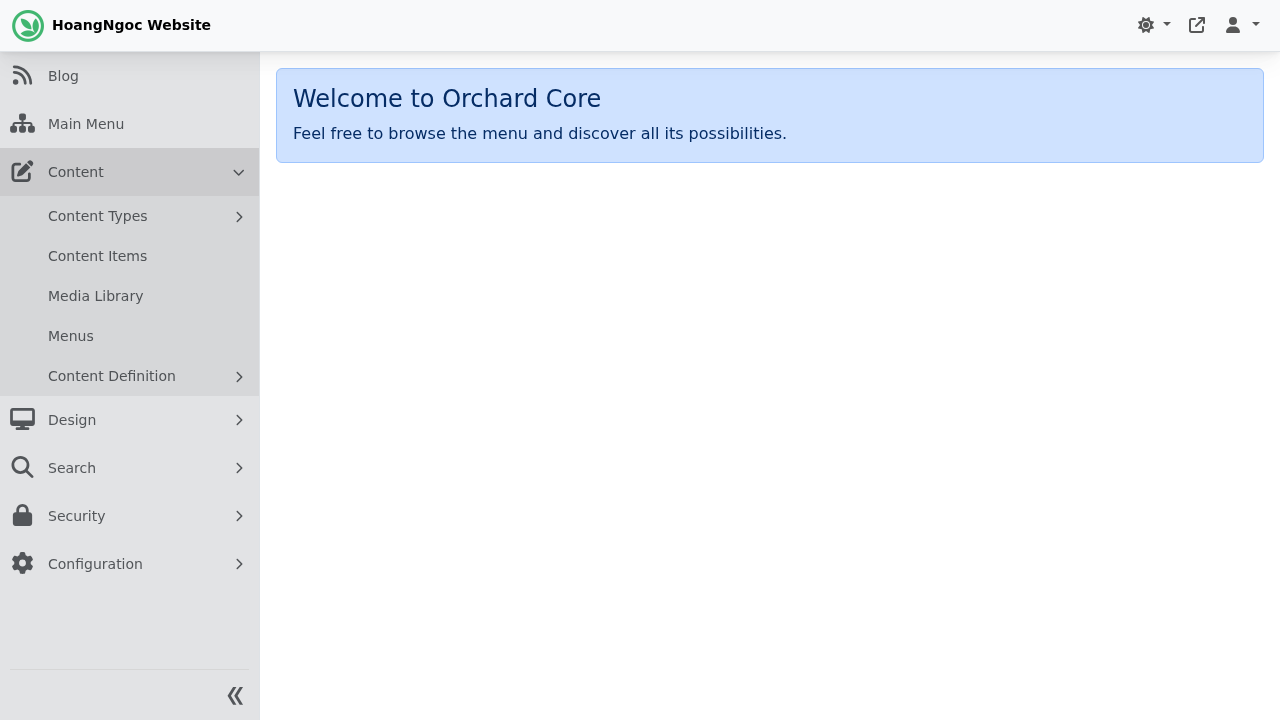 HoangNgoc Website
Blog
Main Menu
Content
Content Types
Content Items
Media Library
Menus
Content Definition
Design
Search
Security
Configuration
Welcome to Orchard Core
Feel free to browse the menu and discover all its possibilities.